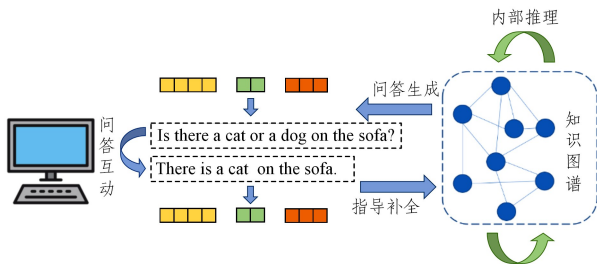 内部推理
问答生成
问答互动
Is there a cat or a dog on the sofa?
There is a cat on the sofa.
知识图谱
指导补全